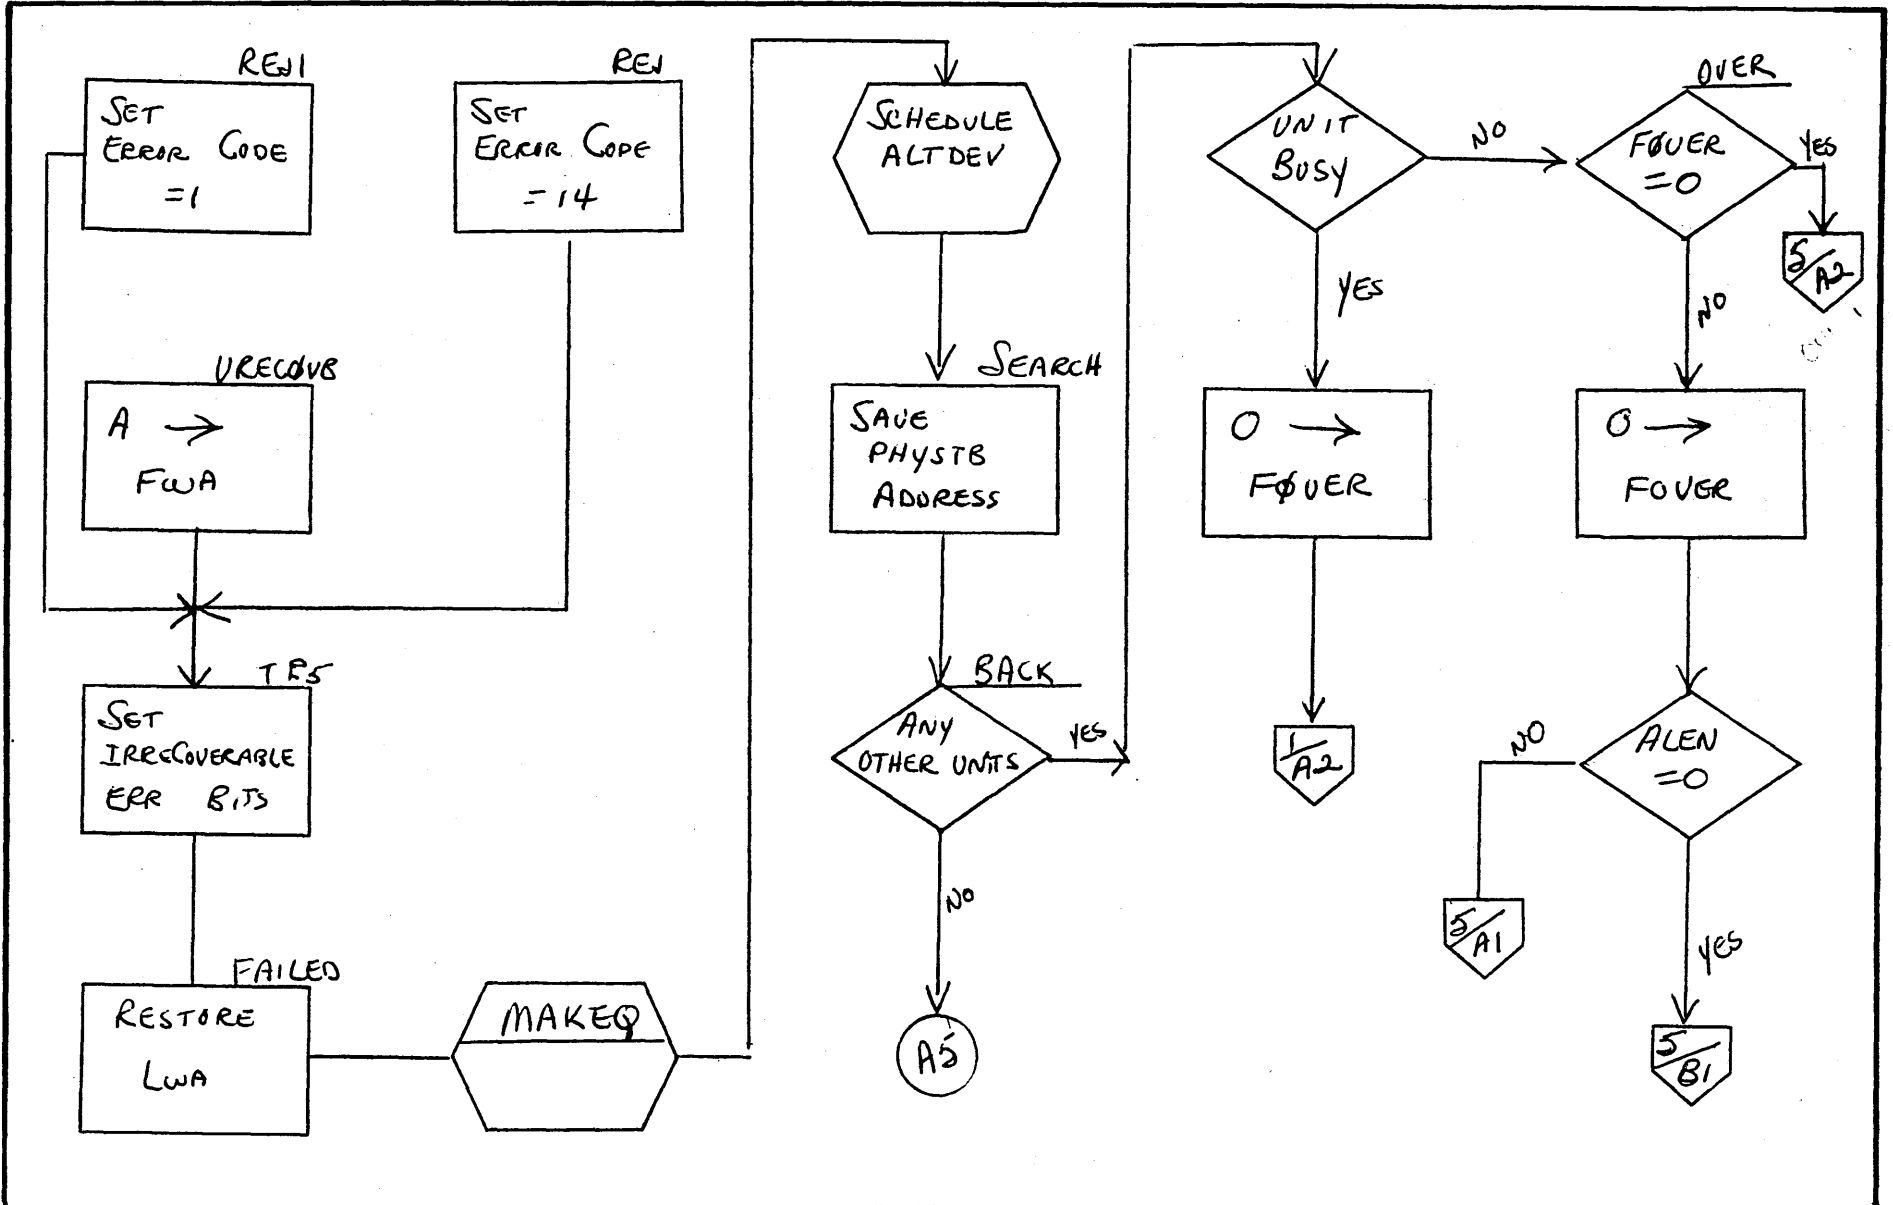 REJ1
SET
ERROR CODE
=1
REJ
SET
ERROR CODE
=14
URECØVB
A →
FWA
TP5
SET
IRRECOVERABLE
ERR BITS
FAILED
RESTORE
LWA
MAKEQ
SCHEDULE
ALTDEV
SEARCH
SAVE
PHYSTB
ADDRESS
BACK
ANY
OTHER UNITS
YES
NO
A5
UNIT
BUSY
NO
YES
0 →
FØVER
1/A2
OVER
FØVER
=0
YES
5/A2
NO
0 →
FOVER
ALEN
=0
NO
5/A1
YES
5/B1